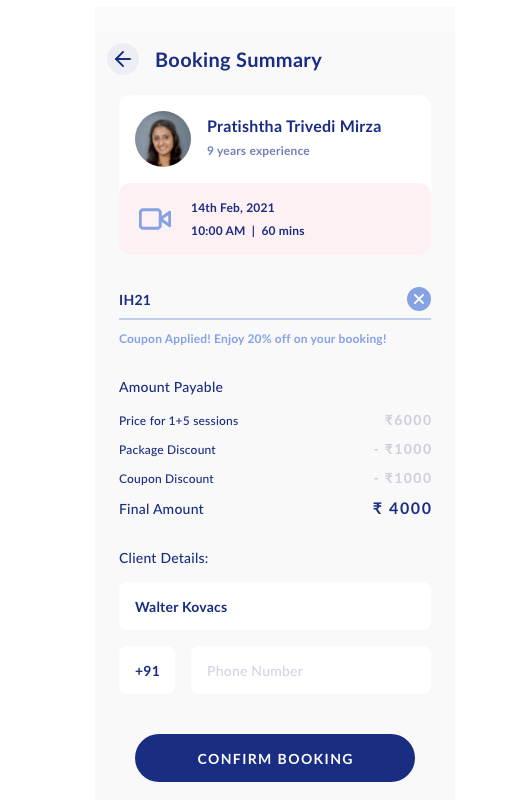 Booking Summary
Pratishtha Trivedi Mirza
9 years experience
14th Feb, 2021
10:00 AM | 60 mins
IH21
Coupon Applied! Enjoy 20% off on your booking!
Amount Payable
Price for 1+5 sessions ₹6000
Package Discount - ₹1000
Coupon Discount - ₹1000
Final Amount ₹ 4000
Client Details:
Walter Kovacs
+91 Phone Number
CONFIRM BOOKING